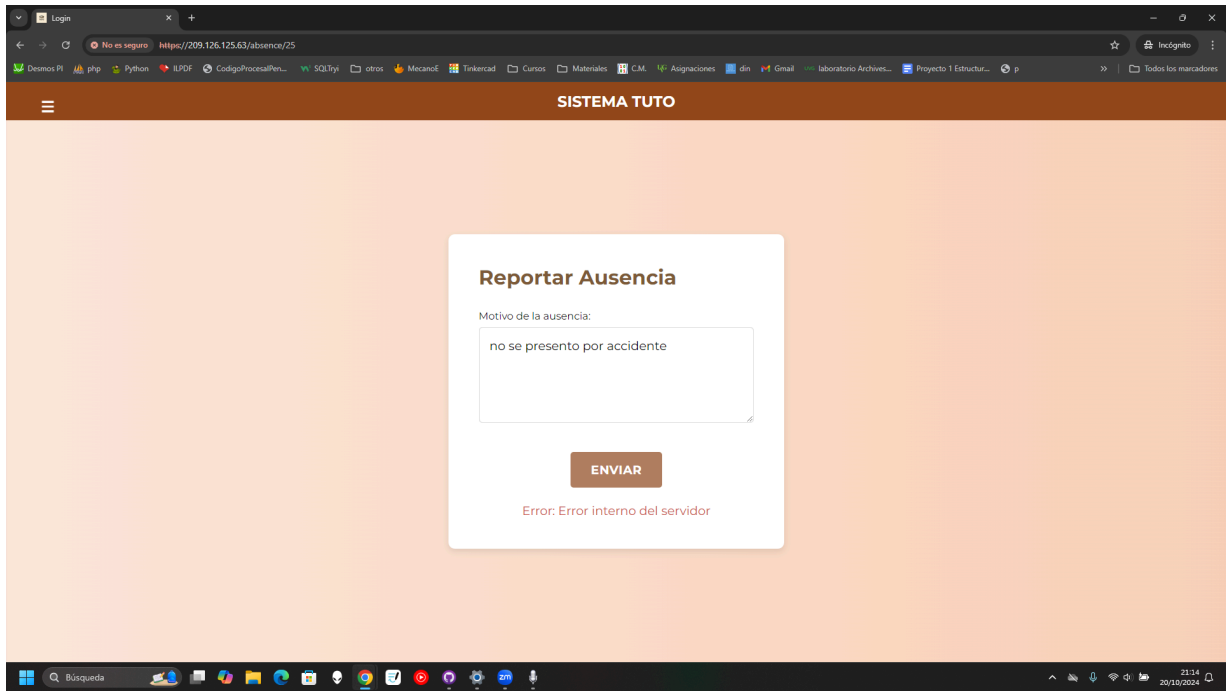 Login
No es seguro https://209.126.125.63/absence/25
Incógnito
Desmos PI php Python ILPDF CodigoProcesalPen... SQLTryi otros MecanoE Tinkercad Cursos Materiales C.M. Asignaciones din Gmail laboratorio Archives... Proyecto 1 Estructur... p » Todos los marcadores
SISTEMA TUTO
Reportar Ausencia
Motivo de la ausencia:
no se presento por accidente
ENVIAR
Error: Error interno del servidor
Búsqueda
zm
21:14
20/10/2024